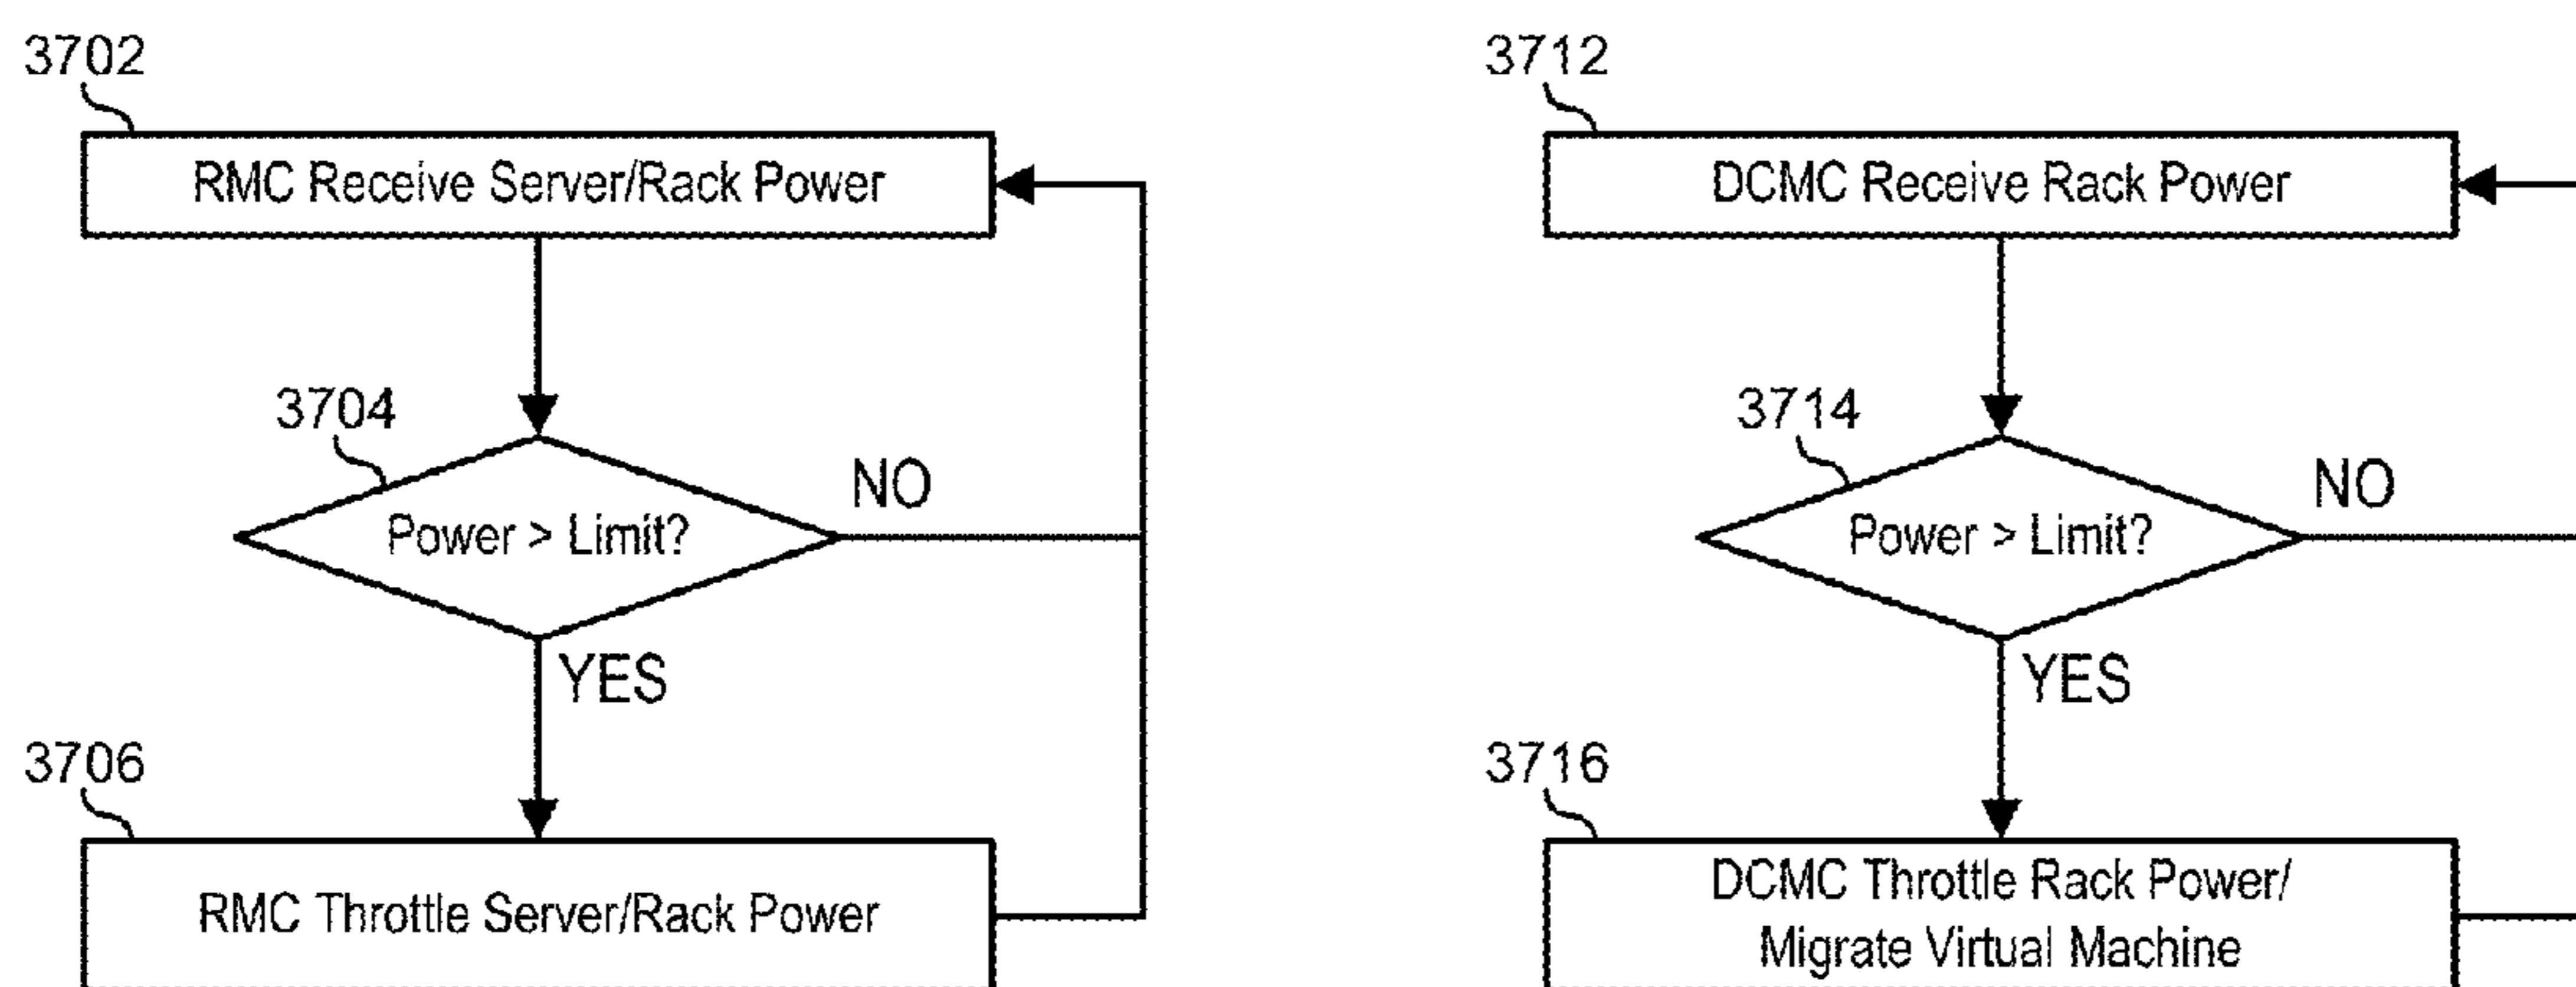 3702
RMC Receive Server/Rack Power
3704
Power > Limit?
NO
YES
3706
RMC Throttle Server/Rack Power
3712
DCMC Receive Rack Power
3714
Power > Limit?
NO
YES
3716
DCMC Throttle Rack Power/
Migrate Virtual Machine